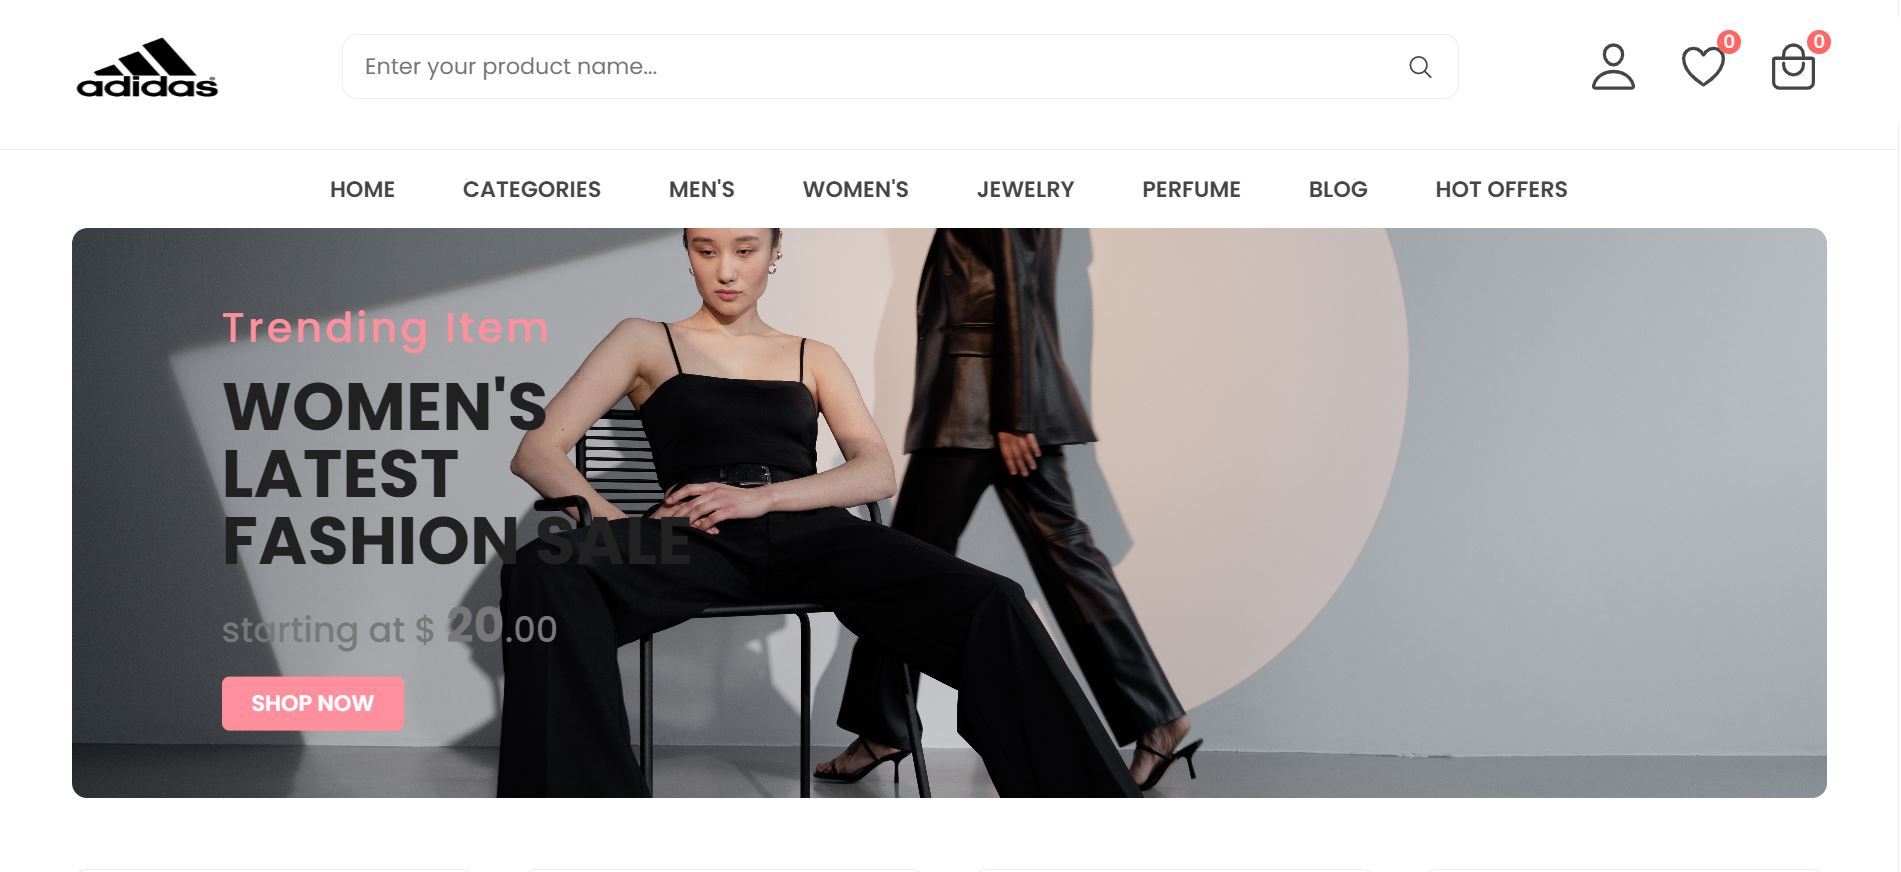 adidas
Enter your product name...
0
0
HOME CATEGORIES MEN'S WOMEN'S JEWELRY PERFUME BLOG HOT OFFERS
Trending Item
WOMEN'S
LATEST
FASHION SALE
starting at $ 20.00
SHOP NOW